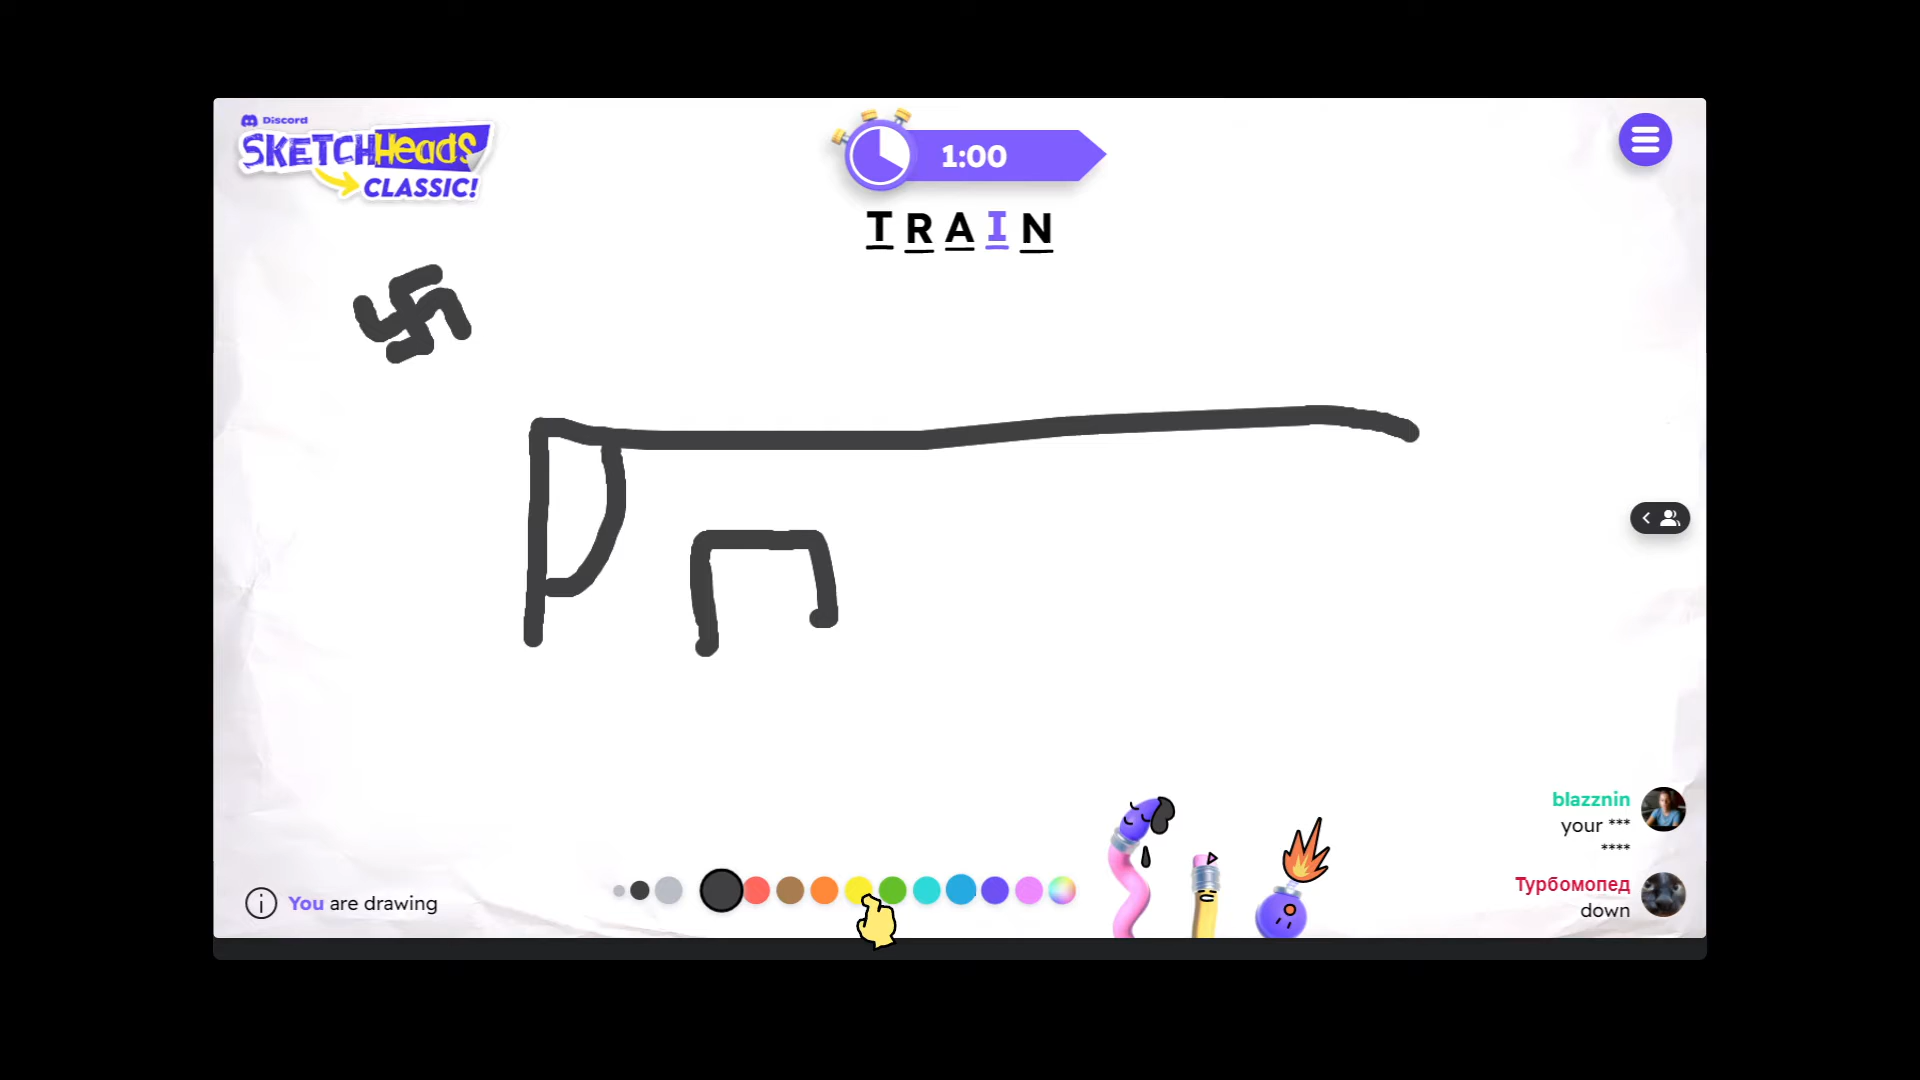 Discord
SKETCHHeads
CLASSIC!
1:00
TRAIN
blazznin
your ***
****
Турбомопед
down
You are drawing